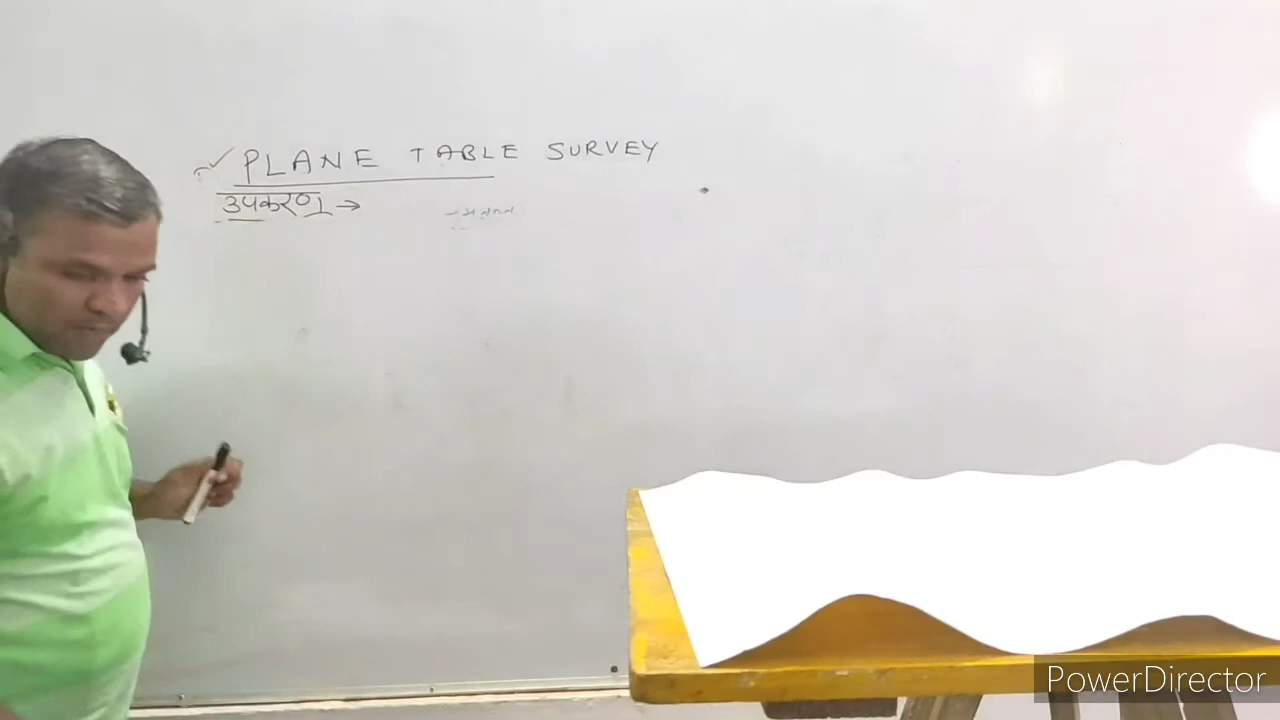 PLANE TABLE SURVEY
उपकरण →
PowerDirector